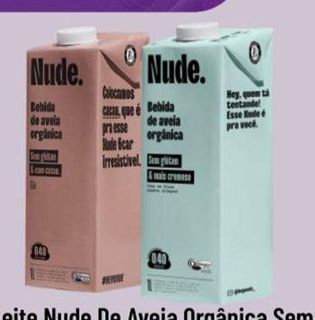 Nude.
Bebida
de aveia
orgânica
Sem glúten
& com cacau.
040
Colocamos
cacau, que é
pra esse
Nude ficar
irresistível.
Nude.
Bebida
de aveia
orgânica
Sem glúten
& mais cremoso
040
Hey, quem tá
tentando!
Esse Nude é
pra você.
eite Nude De Aveia Orgânica Sem